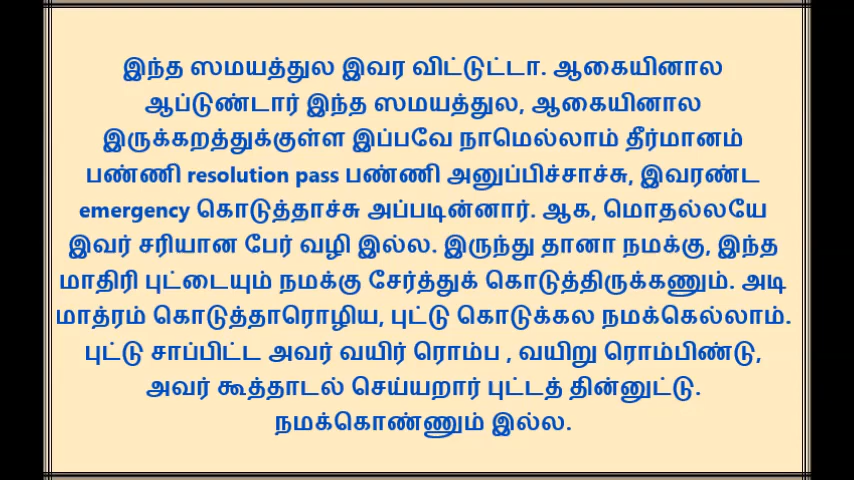 இந்த ஸமயத்துல இவர விட்டுட்டா. ஆகையினால
ஆப்டுண்டார் இந்த ஸமயத்துல, ஆகையினால
இருக்கறத்துக்குள்ள இப்பவே நாமெல்லாம் தீர்மானம்
பண்ணி resolution pass பண்ணி அனுப்பிச்சாச்சு, இவரண்ட
emergency கொடுத்தாச்சு அப்படின்னார். ஆக, மொதல்லயே
இவர் சரியான பேர் வழி இல்ல. இருந்து தானா நமக்கு, இந்த
மாதிரி புட்டையும் நமக்கு சேர்த்துக் கொடுத்திருக்கணும். அடி
மாத்ரம் கொடுத்தாரொழிய, புட்டு கொடுக்கல நமக்கெல்லாம்.
புட்டு சாப்பிட்ட அவர் வயிர் ரொம்ப , வயிறு ரொம்பிண்டு,
அவர் கூத்தாடல் செய்யறார் புட்டத் தின்னுட்டு.
நமக்கொண்ணும் இல்ல.